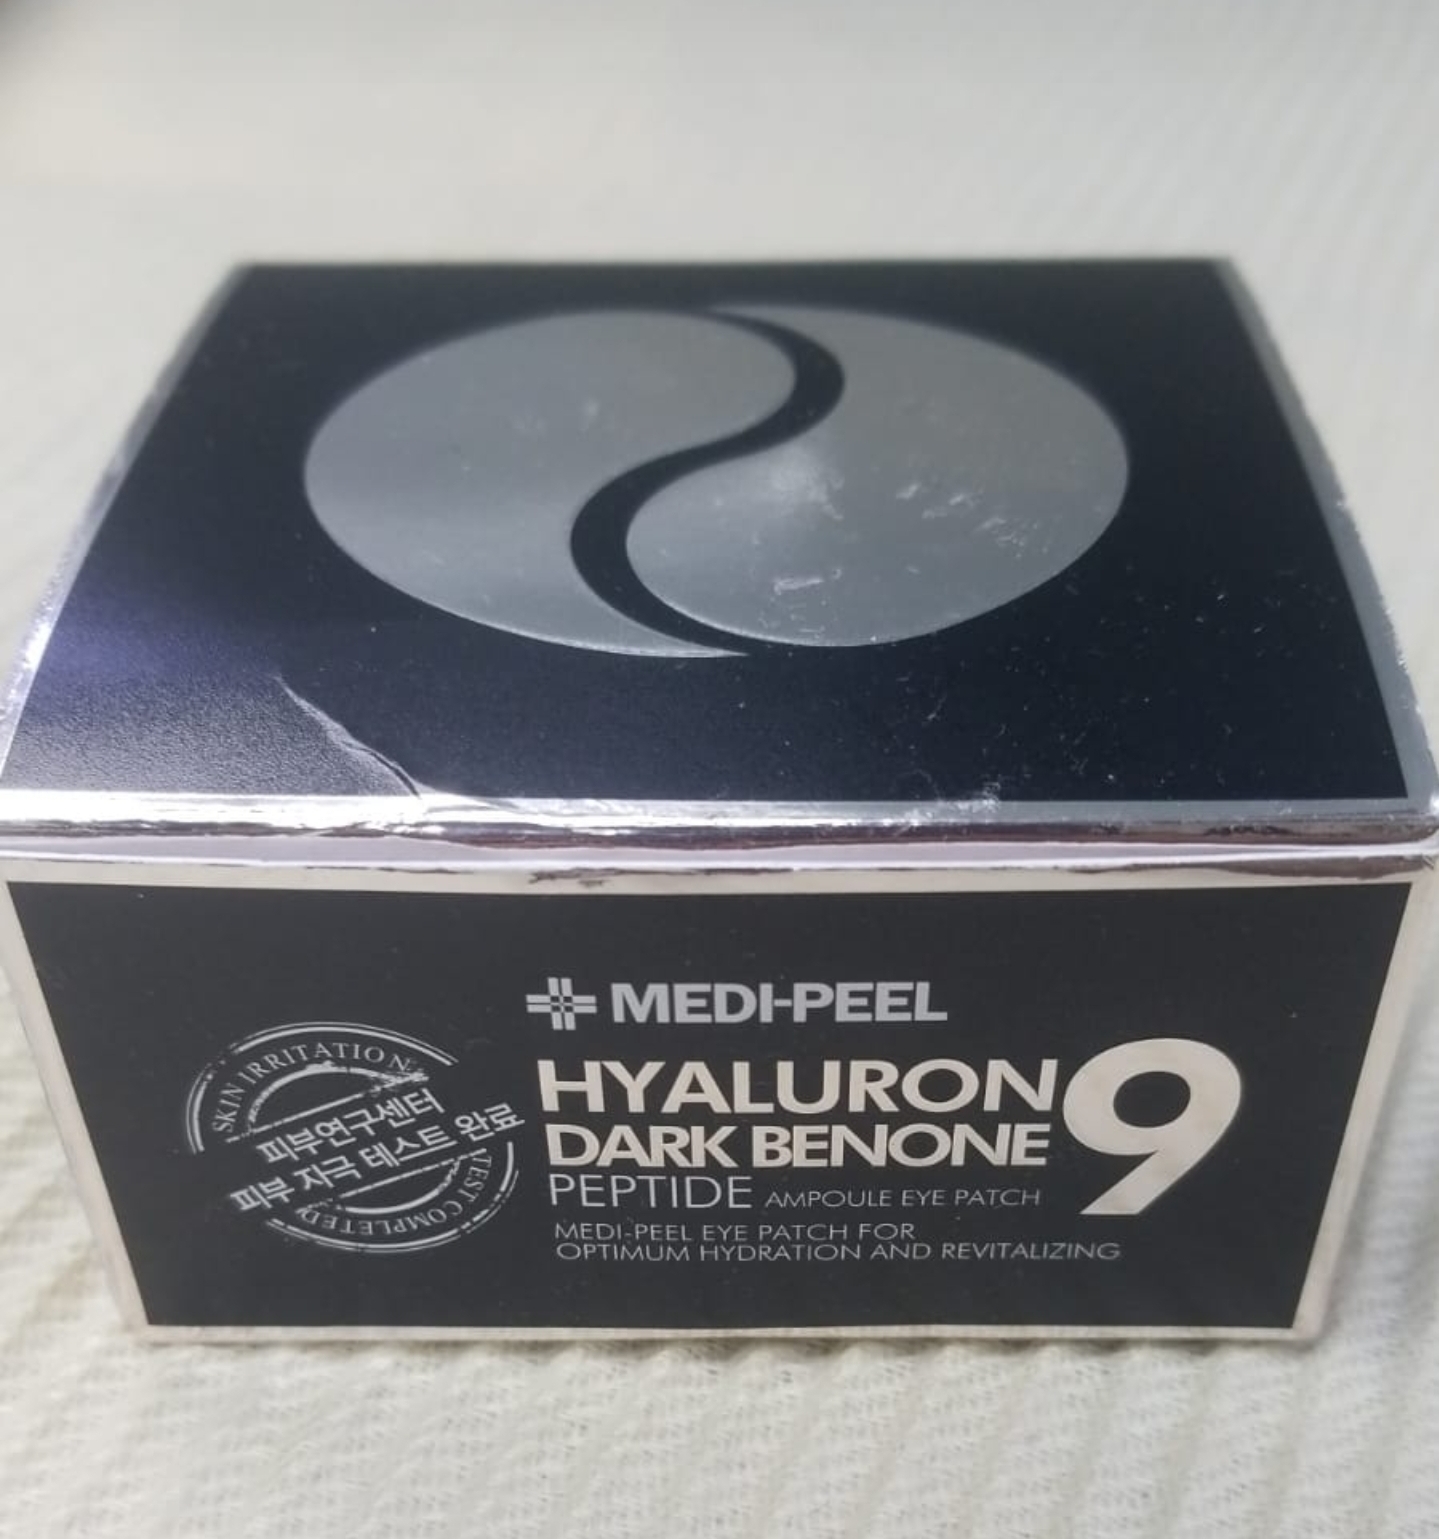 MEDI-PEEL
HYALURON 9
DARK BENONE
PEPTIDE AMPOULE EYE PATCH
MEDI-PEEL EYE PATCH FOR
OPTIMUM HYDRATION AND REVITALIZING
SKIN IRRITATION
피부연구센터
피부 자극 테스트 완료
TEST COMPLETED